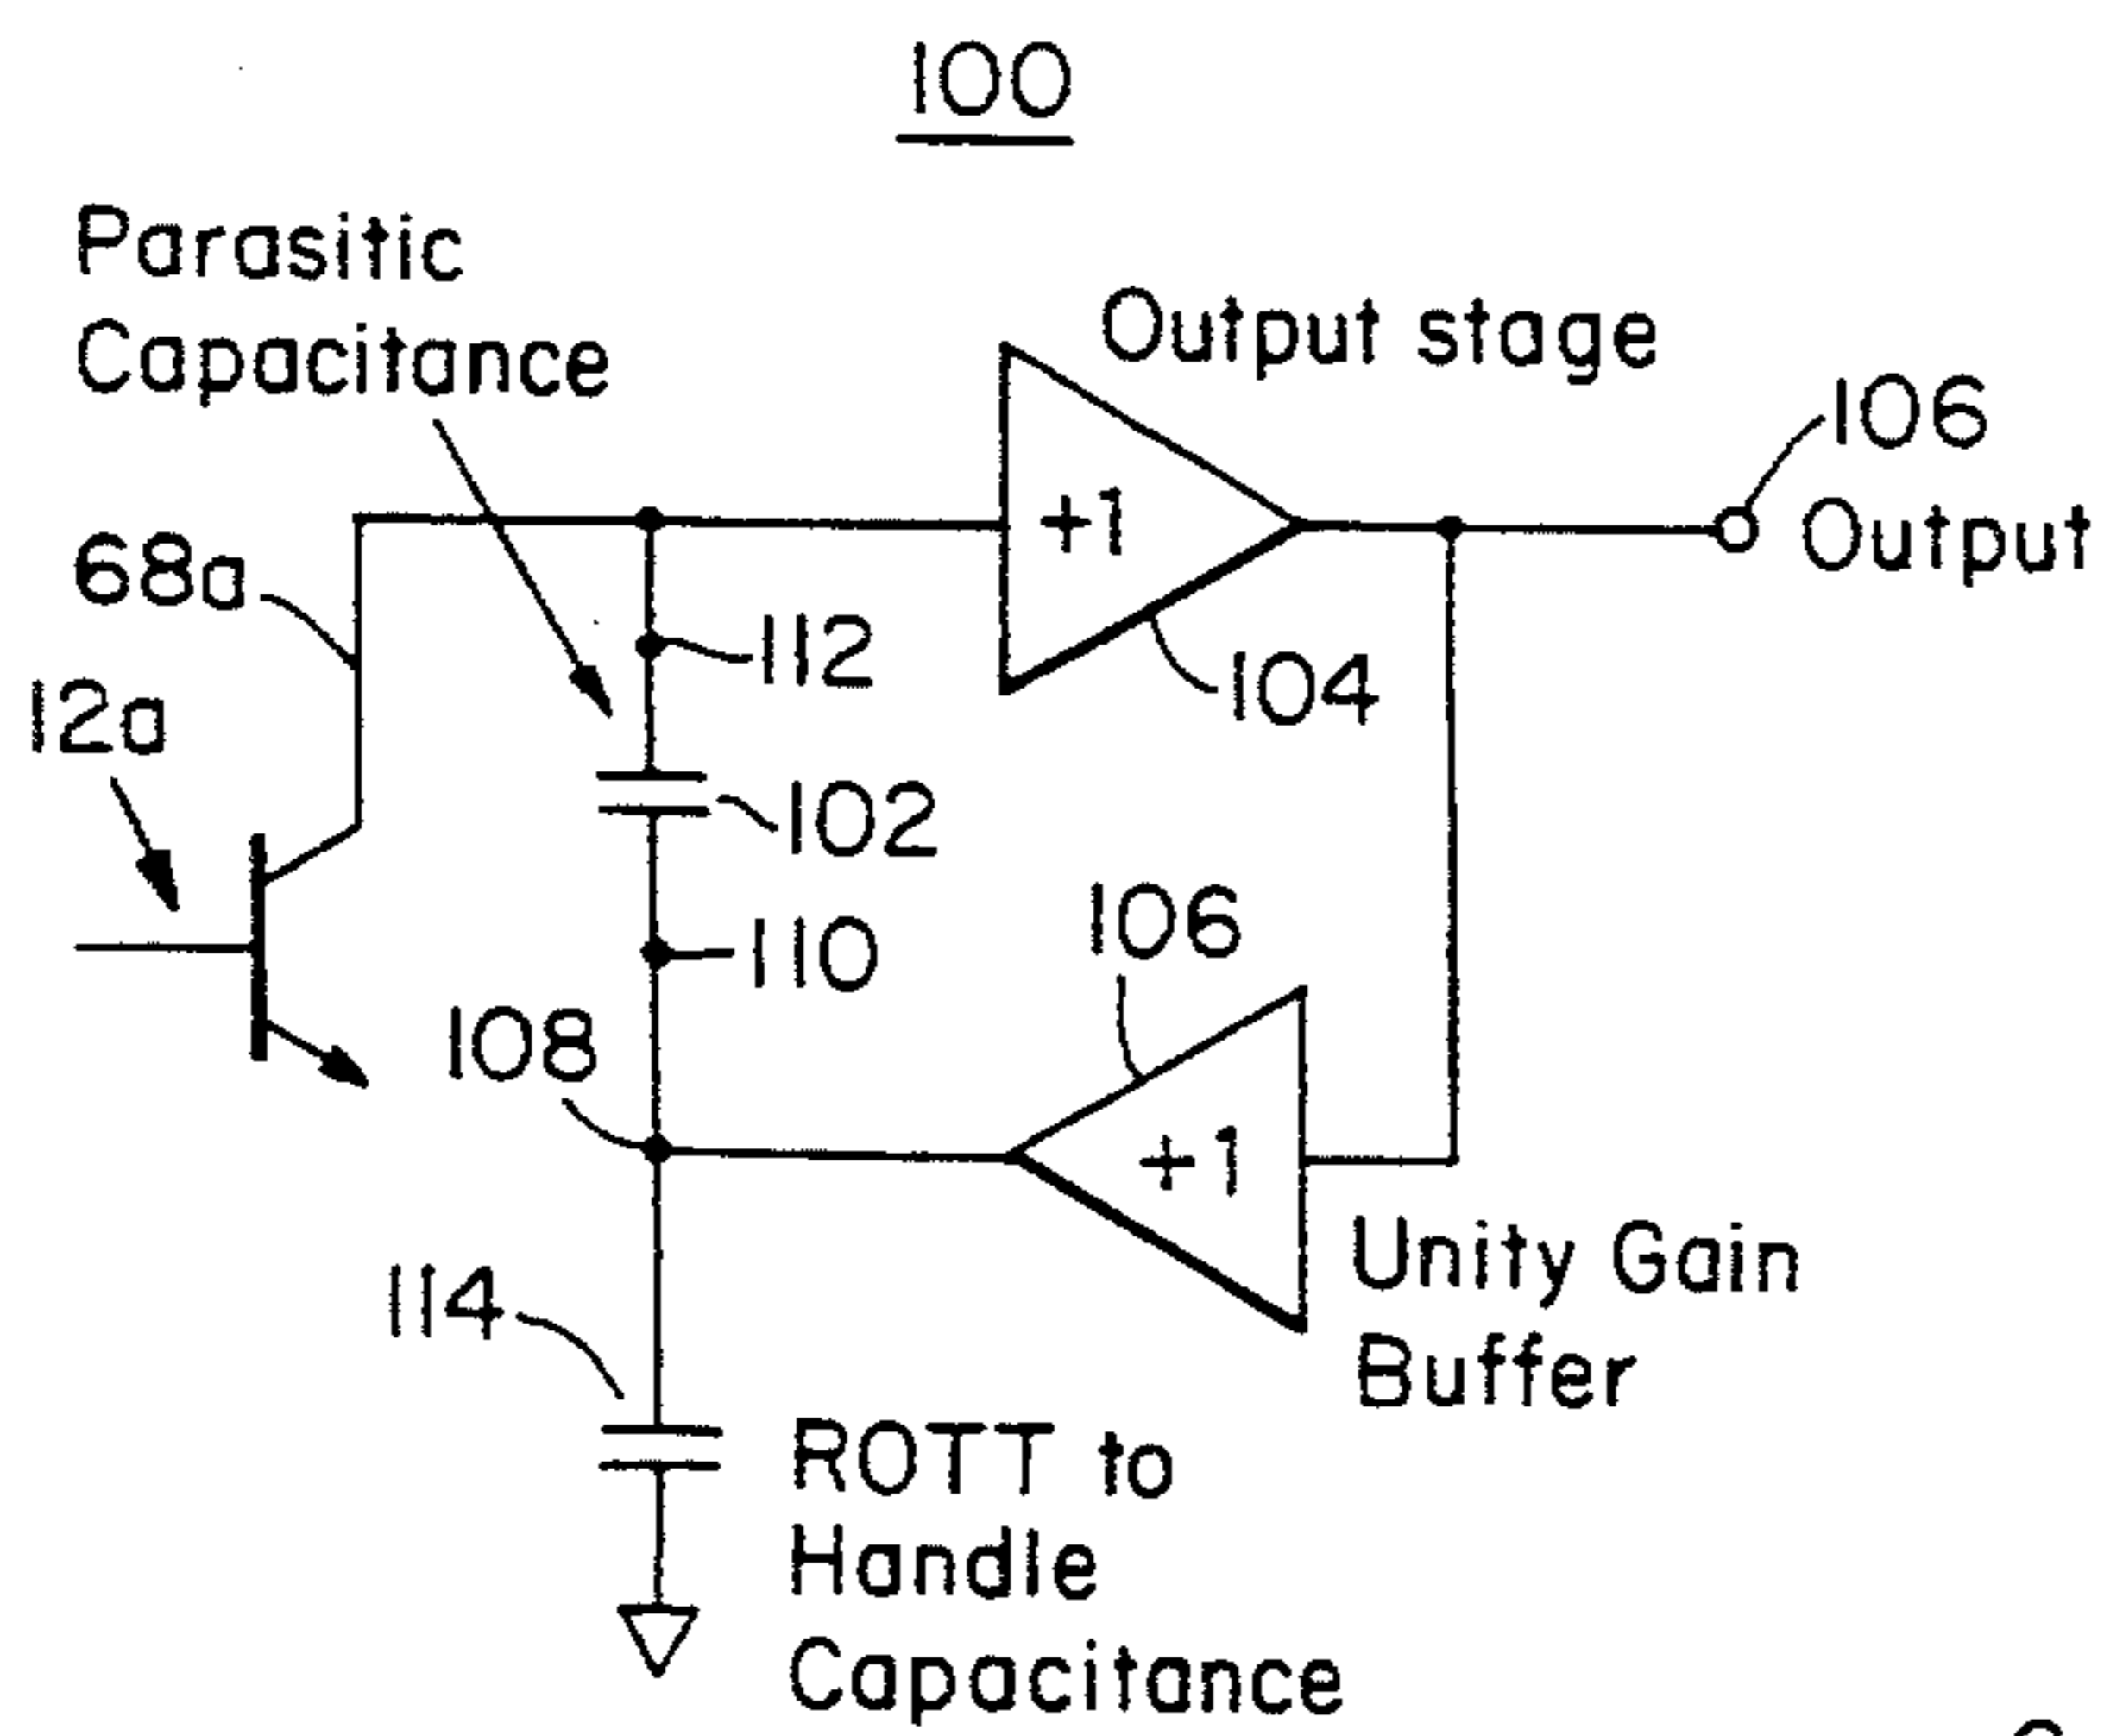 100
Parasitic
Capacitance
Output stage
106
Output
+1
68a
112
104
12a
102
106
110
108
+1
114
Unity Gain
Buffer
ROTT to
Handle
Capacitance